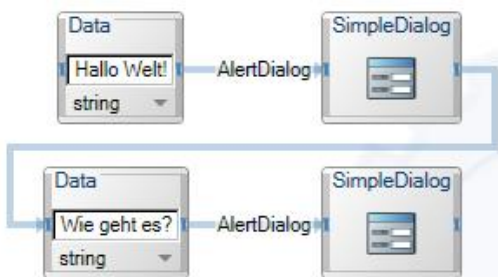 Data
SimpleDialog
Hallo Welt!
AlertDialog
string
Data
SimpleDialog
Wie geht es?
AlertDialog
string